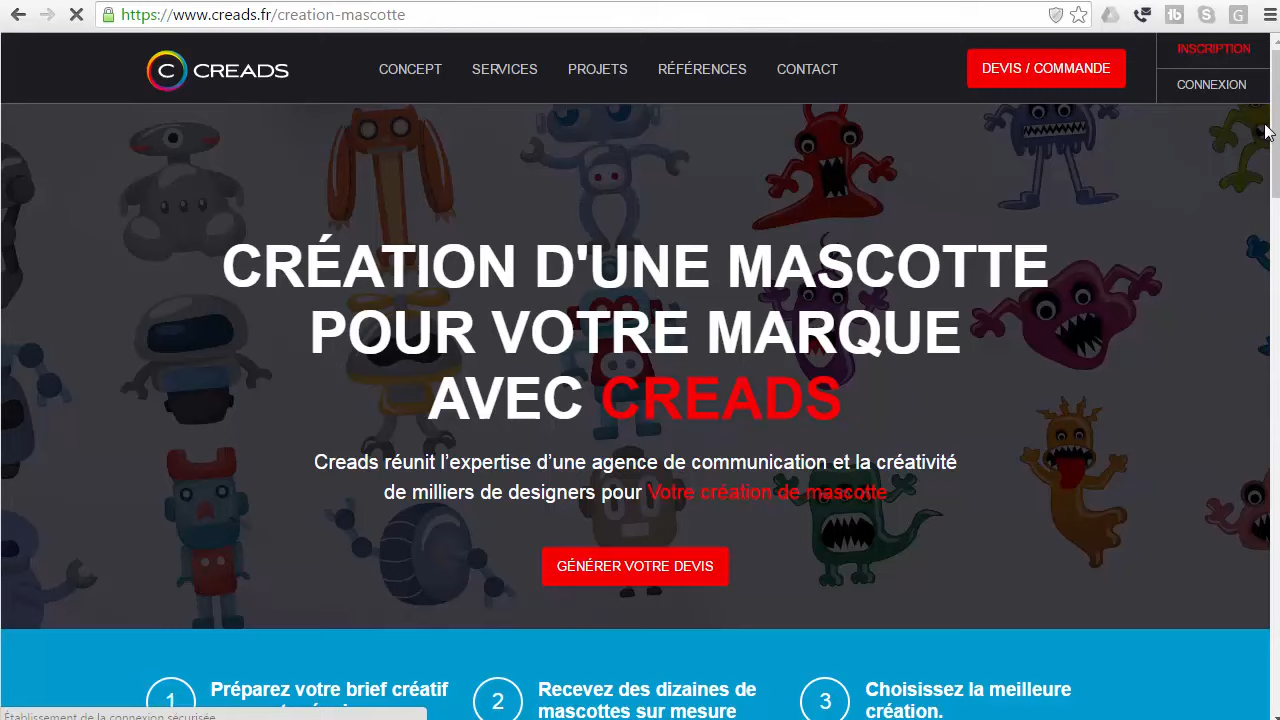 https://www.creads.fr/creation-mascotte
C CREADS
CONCEPT
SERVICES
PROJETS
RÉFÉRENCES
CONTACT
DEVIS / COMMANDE
INSCRIPTION
CONNEXION
CRÉATION D'UNE MASCOTTE
POUR VOTRE MARQUE
AVEC CREADS
Creads réunit l’expertise d’une agence de communication et la créativité
de milliers de designers pour Votre création de mascotte
GÉNÉRER VOTRE DEVIS
1
Préparez votre brief créatif
2
Recevez des dizaines de
mascottes sur mesure
3
Choisissez la meilleure
création.
Établissement de la connexion sécurisée